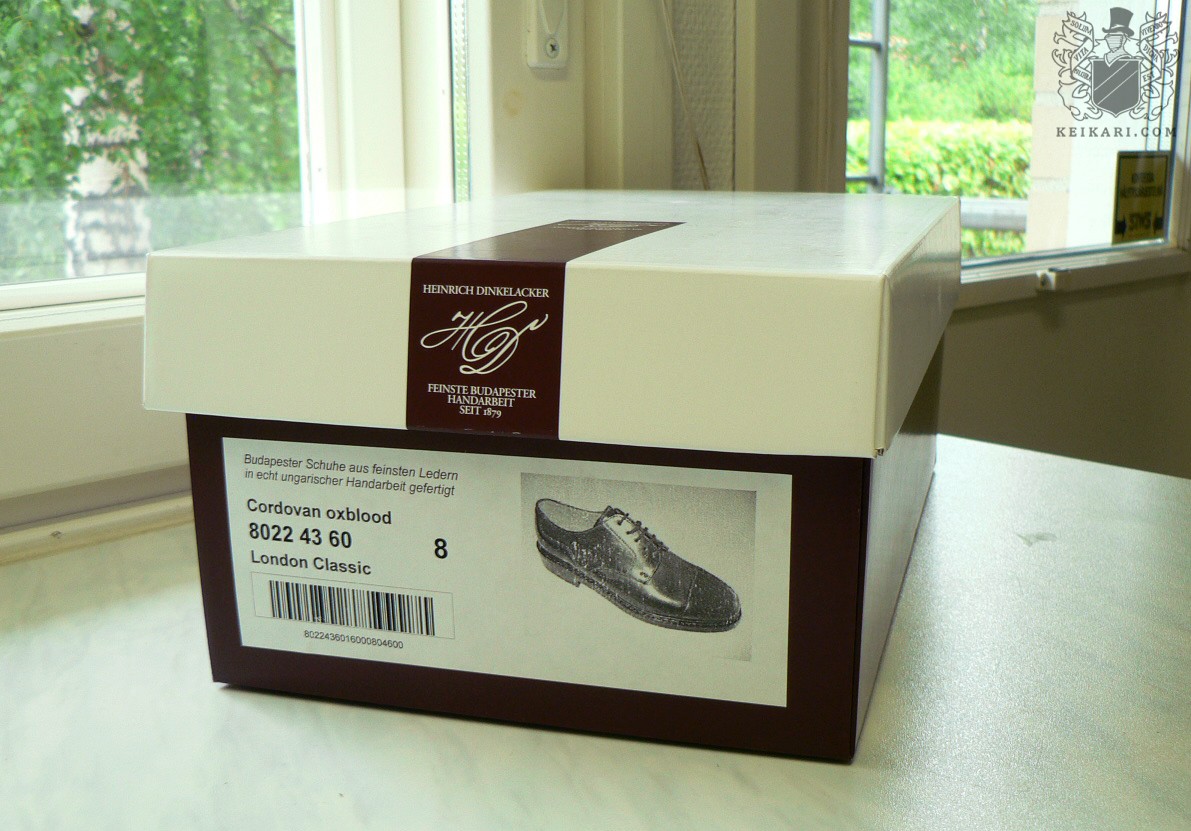 KEIKARI.COM
HEINRICH DINKELACKER
HD
FEINSTE BUDAPESTER
HANDARBEIT
SEIT 1879
Budapester Schuhe aus feinsten Ledern
in echt ungarischer Handarbeit gefertigt
Cordovan oxblood
8022 43 60
8
London Classic
8022436016000804600